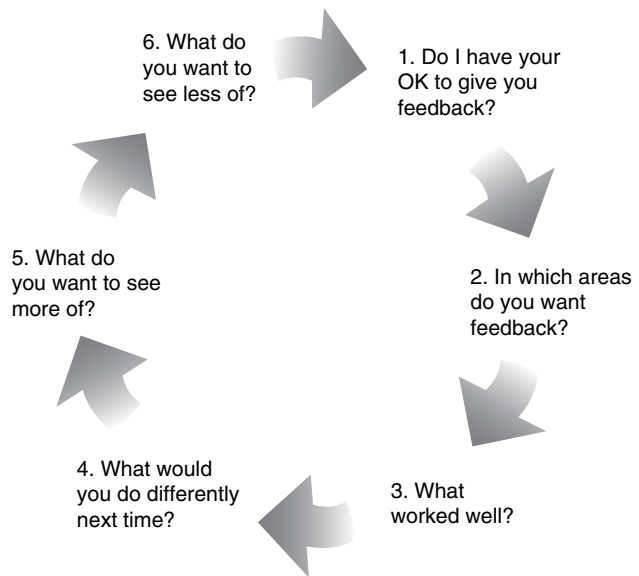 1. Do I have your
OK to give you
feedback?
2. In which areas
do you want
feedback?
3. What
worked well?
4. What would
you do differently
next time?
5. What do
you want to see
more of?
6. What do
you want to
see less of?